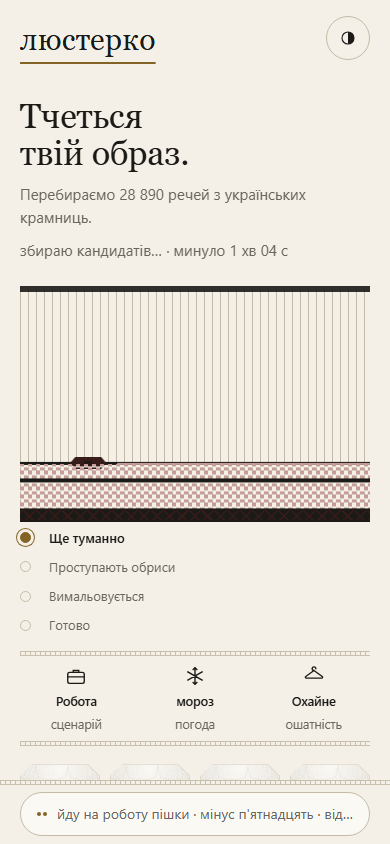 люстерко
Тчеться
твій образ.
Перебираємо 28 890 речей з українських
крамниць.
збираю кандидатів... · минуло 1 хв 04 с
Ще туманно
Проступають обриси
Вимальовується
Готово
Робота
мороз
Охайне
сценарій
погода
ошатність
йду на роботу пішки · мінус п'ятнадцять · від...